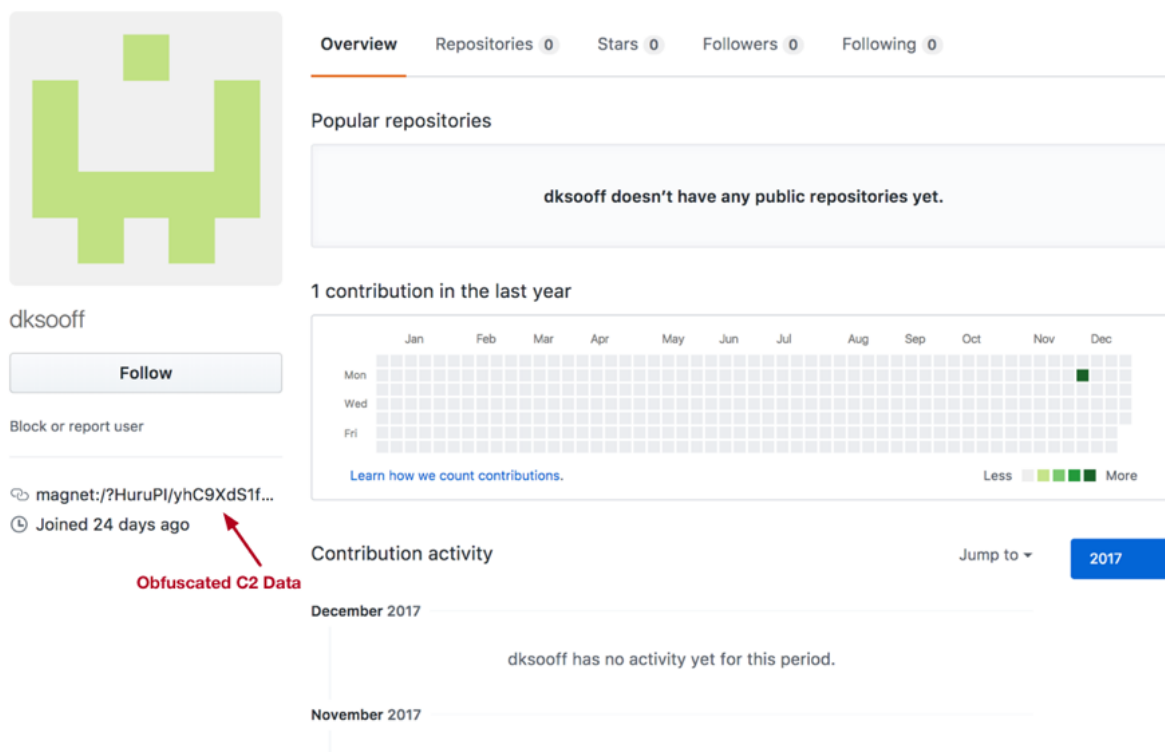 Overview Repositories 0 Stars 0 Followers 0 Following 0
Popular repositories
dksooff doesn't have any public repositories yet.
1 contribution in the last year
Jan Feb Mar Apr May Jun Jul Aug Sep Oct Nov Dec
Mon
Wed
Fri
Learn how we count contributions. Less More
dksooff
Follow
Block or report user
magnet:/?HuruPI/yhC9XdS1f...
Joined 24 days ago
Obfuscated C2 Data
Contribution activity Jump to 2017
December 2017
dksooff has no activity yet for this period.
November 2017